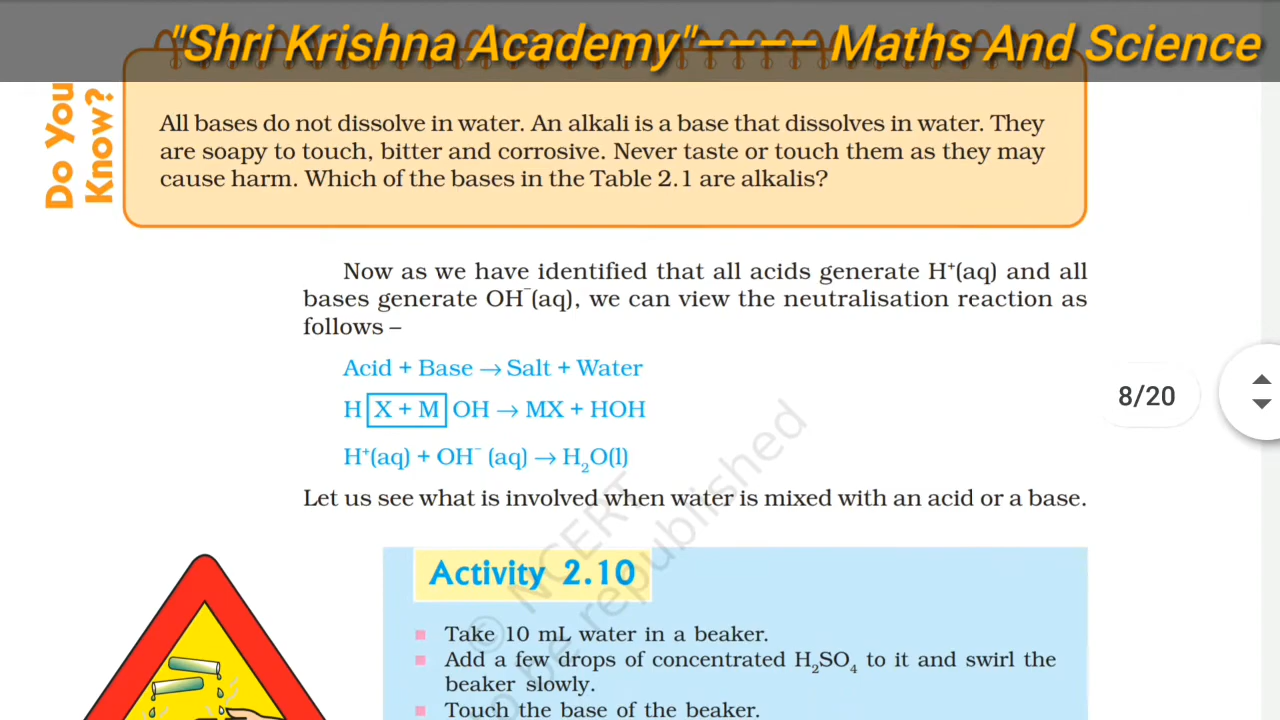 "Shri Krishna Academy"–––– Maths And Science
Do You
Know?
All bases do not dissolve in water. An alkali is a base that dissolves in water. They
are soapy to touch, bitter and corrosive. Never taste or touch them as they may
cause harm. Which of the bases in the Table 2.1 are alkalis?
Now as we have identified that all acids generate H⁺(aq) and all
bases generate OH⁻(aq), we can view the neutralisation reaction as
follows –
Acid + Base → Salt + Water
H X + M OH → MX + HOH
8/20
H⁺(aq) + OH⁻ (aq) → H₂O(l)
Let us see what is involved when water is mixed with an acid or a base.
© NCERT
be republished
Activity 2.10
Take 10 mL water in a beaker.
Add a few drops of concentrated H₂SO₄ to it and swirl the
beaker slowly.
Touch the base of the beaker.